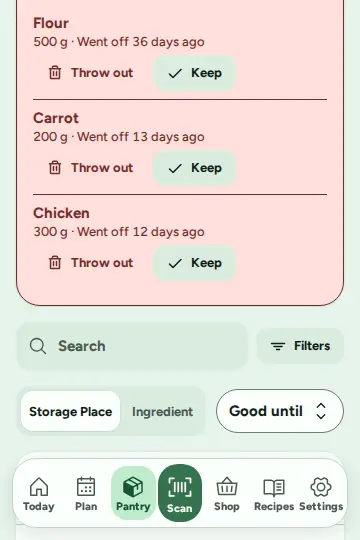 Flour
500 g · Went off 36 days ago
Throw out Keep
Carrot
200 g · Went off 13 days ago
Throw out Keep
Chicken
300 g · Went off 12 days ago
Throw out Keep
Search Filters
Storage Place Ingredient Good until
Today Plan Pantry Scan Shop Recipes Settings